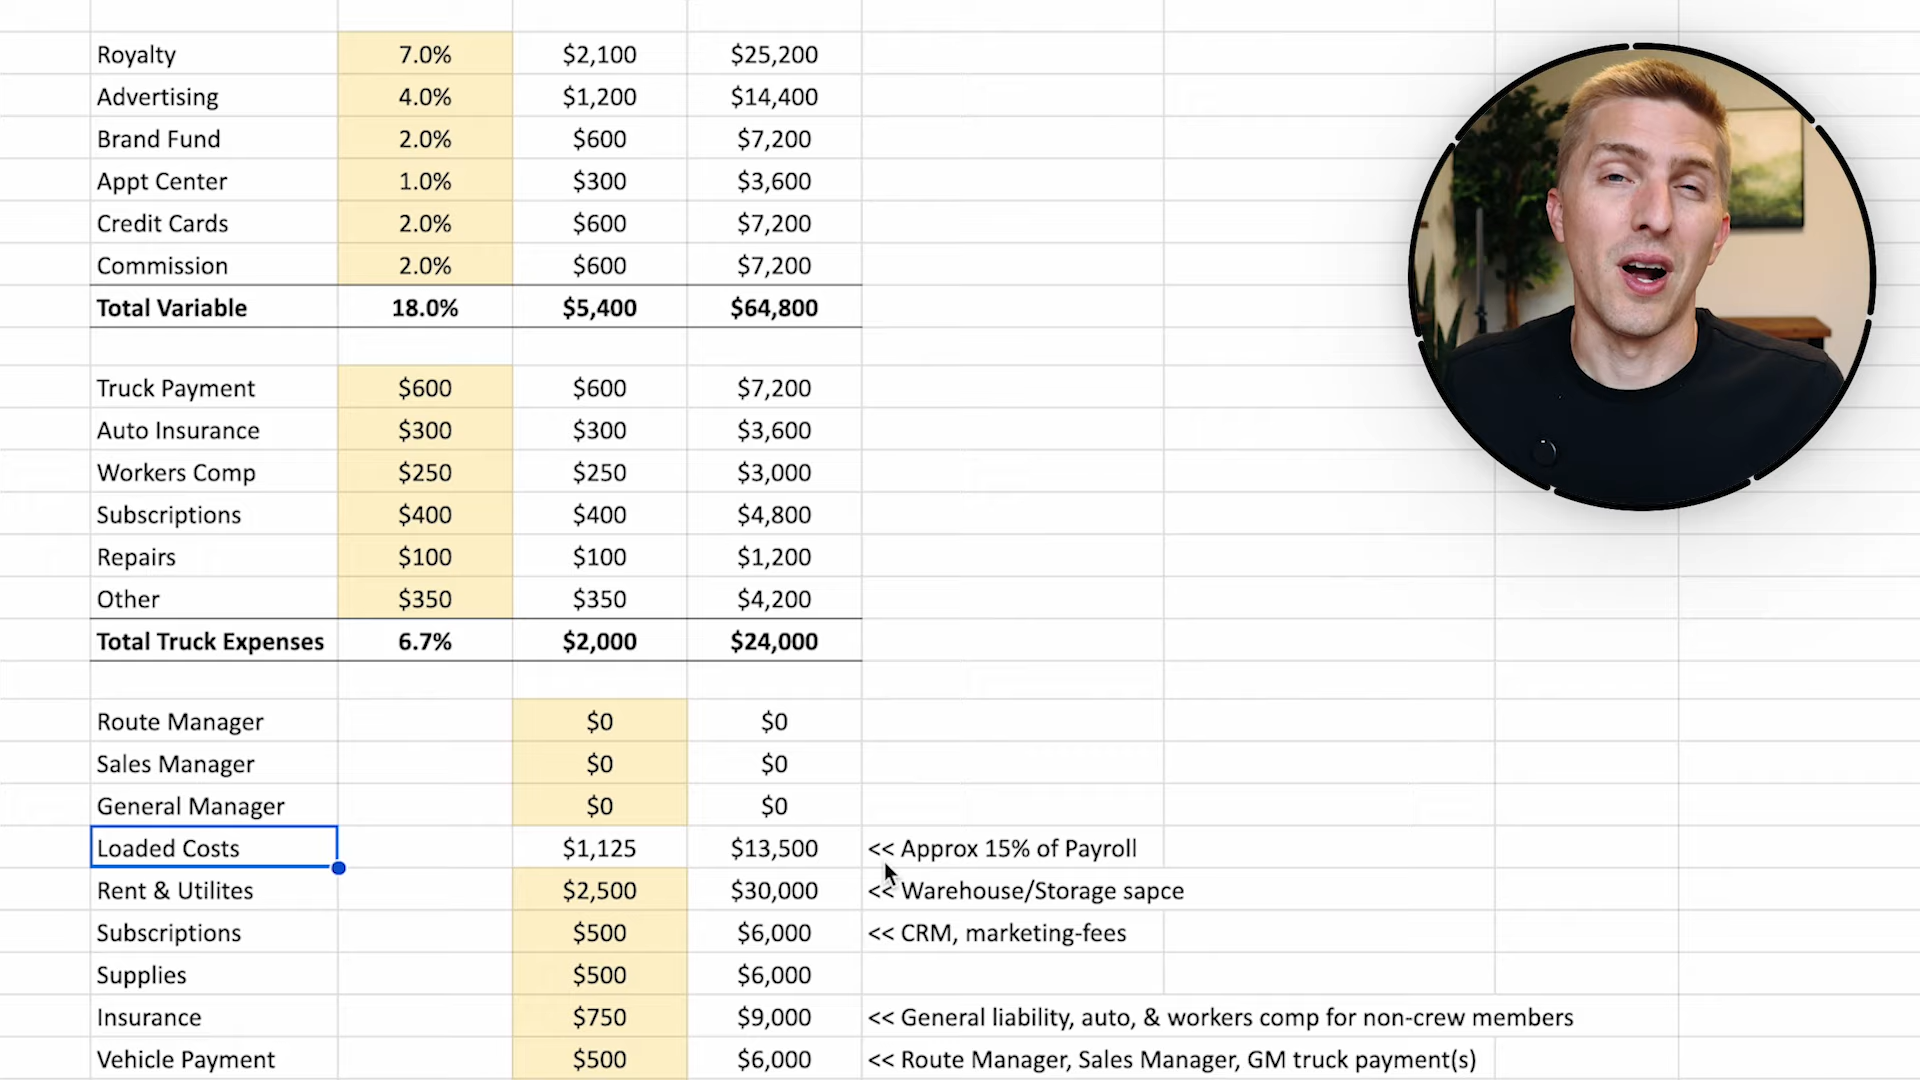 Royalty 7.0% $2,100 $25,200
Advertising 4.0% $1,200 $14,400
Brand Fund 2.0% $600 $7,200
Appt Center 1.0% $300 $3,600
Credit Cards 2.0% $600 $7,200
Commission 2.0% $600 $7,200
Total Variable 18.0% $5,400 $64,800
Truck Payment $600 $600 $7,200
Auto Insurance $300 $300 $3,600
Workers Comp $250 $250 $3,000
Subscriptions $400 $400 $4,800
Repairs $100 $100 $1,200
Other $350 $350 $4,200
Total Truck Expenses 6.7% $2,000 $24,000
Route Manager $0 $0
Sales Manager $0 $0
General Manager $0 $0
Loaded Costs $1,125 $13,500 << Approx 15% of Payroll
Rent & Utilites $2,500 $30,000 << Warehouse/Storage sapce
Subscriptions $500 $6,000 << CRM, marketing-fees
Supplies $500 $6,000
Insurance $750 $9,000 << General liability, auto, & workers comp for non-crew members
Vehicle Payment $500 $6,000 << Route Manager, Sales Manager, GM truck payment(s)